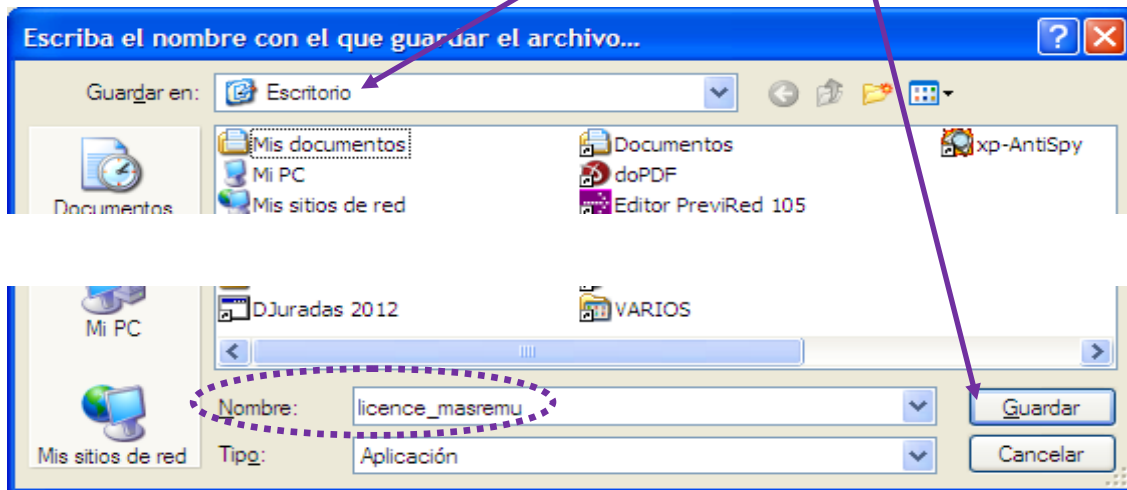 Escriba el nombre con el que guardar el archivo...
Guardar en: Escritorio
Mis documentos Documentos xp-AntiSpy
Mi PC doPDF
Documentos Mis sitios de red Editor PreviRed 105
DJuradas 2012 VARIOS
Mi PC
Nombre: licence_masremu Guardar
Mis sitios de red Tipo: Aplicación Cancelar